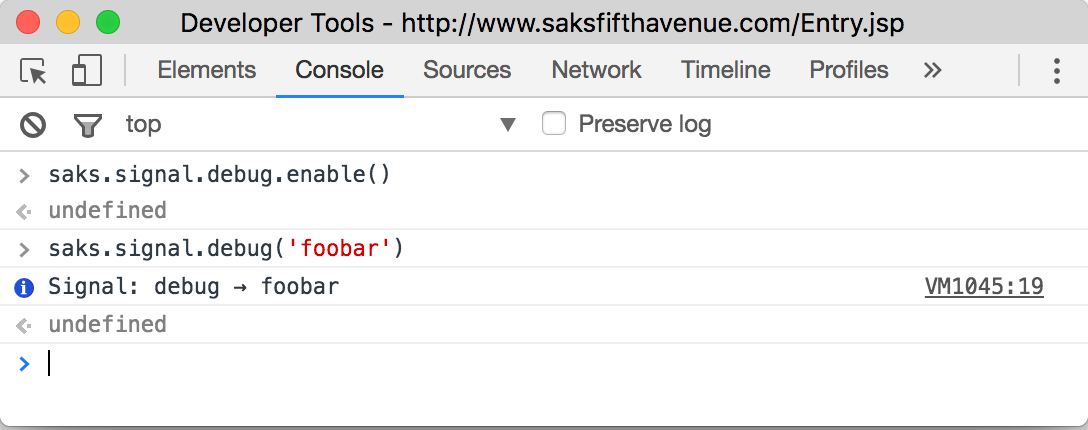 Developer Tools - http://www.saksfifthavenue.com/Entry.jsp
Elements Console Sources Network Timeline Profiles »
top ▼ Preserve log
> saks.signal.debug.enable()
undefined
> saks.signal.debug('foobar')
Signal: debug → foobar VM1045:19
undefined
>